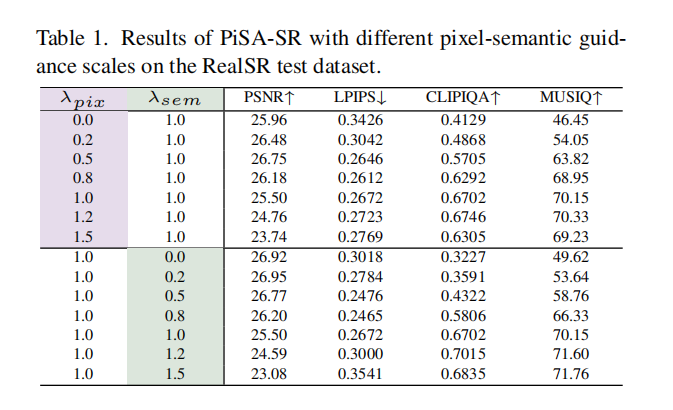 Table 1. Results of PiSA-SR with different pixel-semantic guid-
ance scales on the RealSR test dataset.
λpix λsem PSNR↑ LPIPS↓ CLIPIQA↑ MUSIQ↑
0.0 1.0 25.96 0.3426 0.4129 46.45
0.2 1.0 26.48 0.3042 0.4868 54.05
0.5 1.0 26.75 0.2646 0.5705 63.82
0.8 1.0 26.18 0.2612 0.6292 68.95
1.0 1.0 25.50 0.2672 0.6702 70.15
1.2 1.0 24.76 0.2723 0.6746 70.33
1.5 1.0 23.74 0.2769 0.6305 69.23
1.0 0.0 26.92 0.3018 0.3227 49.62
1.0 0.2 26.95 0.2784 0.3591 53.64
1.0 0.5 26.77 0.2476 0.4322 58.76
1.0 0.8 26.20 0.2465 0.5806 66.33
1.0 1.0 25.50 0.2672 0.6702 70.15
1.0 1.2 24.59 0.3000 0.7015 71.60
1.0 1.5 23.08 0.3541 0.6835 71.76